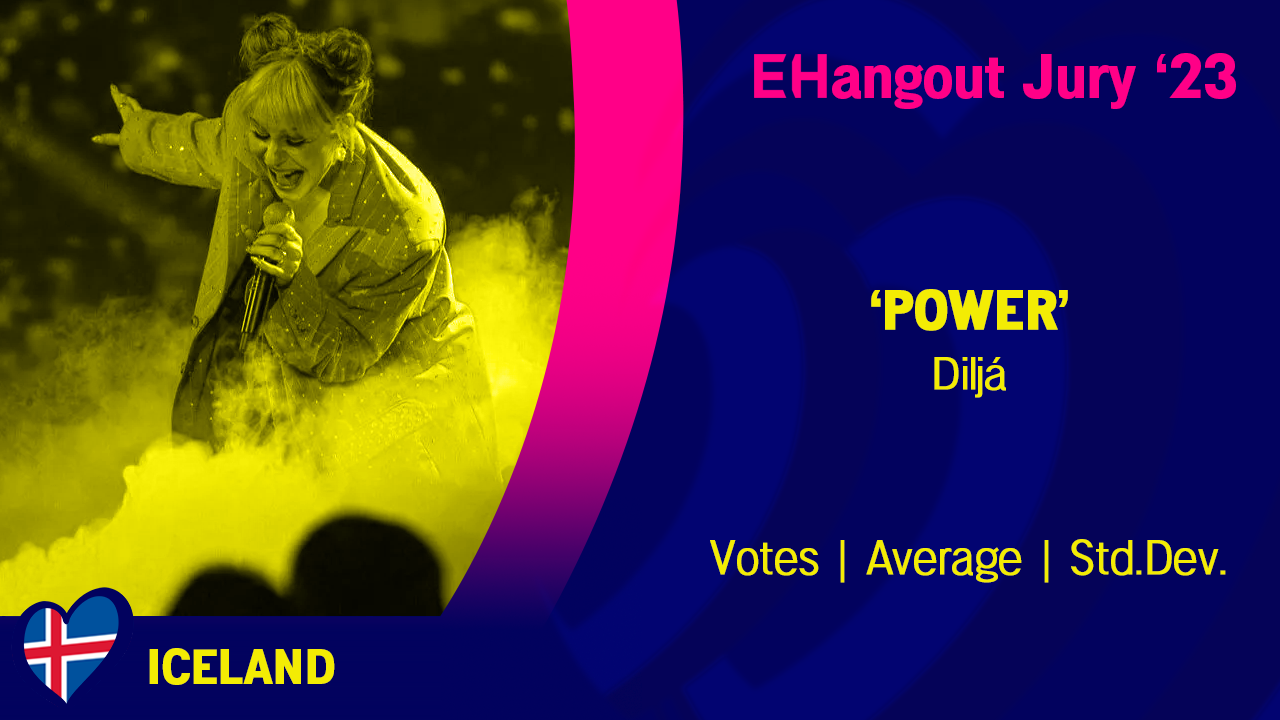 EHangout Jury ‘23
‘POWER’
Diljá
Votes | Average | Std.Dev.
ICELAND